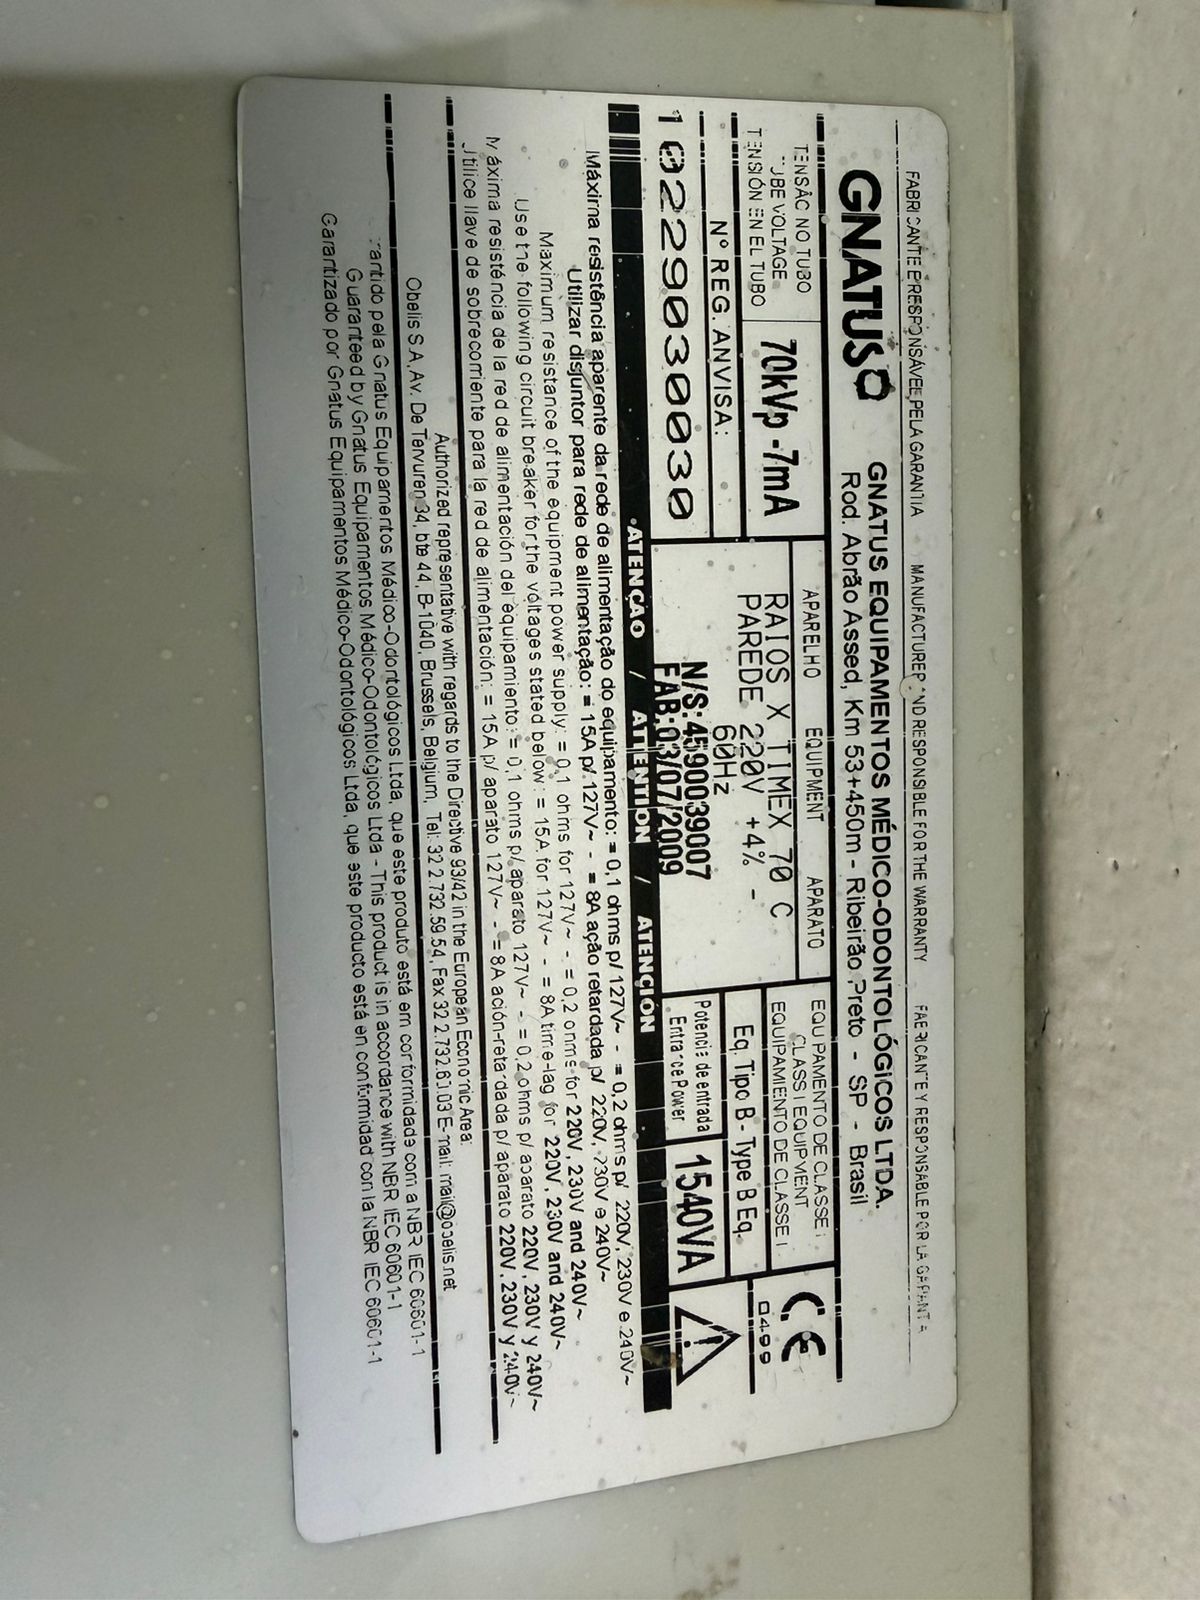 FABRICANTE E RESPONSÁVEL PELA GARANTIA MANUFACTURER AND RESPONSIBLE FOR THE WARRANTY FABRICANTE Y RESPONSABLE POR LA GARANTIA
GNATUS
GNATUS EQUIPAMENTOS MÉDICO-ODONTOLÓGICOS LTDA.
Rod. Abrão Assed, Km 53+450m - Ribeirão Preto - SP - Brasil
TENSÃO NO TUBO
TUBE VOLTAGE
TENSIÓN EN EL TUBO
70kVp -7mA
Nº REG. ANVISA:
10229030030
APARELHO EQUIPMENT APARATO
RAIOS X TIMEX 70 C
PAREDE 220V +4% -
60Hz
N/S:4590039007
FAB:03/07/2009
EQUIPAMENTO DE CLASSE I
CLASS I EQUIPMENT
EQUIPAMIENTO DE CLASE I
Eq. Tipo B - Type B Eq.
Potencia de entrada
Entrance Power
1540VA
CE
0499
ATENÇÃO / ATTENTION / ATENCIÓN
Máxima resistência aparente da rede de alimentação do equipamento: = 0,1 ohms p/ 127V~ - = 0,2 ohms p/ 220V, 230V e 240V~
Utilizar disjuntor para rede de alimentação: = 15A p/ 127V~ - = 8A ação retardada p/ 220V, 230V e 240V~
Maximum resistance of the equipment power supply: = 0,1 ohms for 127V~ - = 0,2 ohms for 220V, 230V and 240V~
Use the following circuit breaker for the voltages stated below: = 15A for 127V~ - = 8A time-lag for 220V, 230V and 240V~
Máxima resisténcia de la red de alimentación del equipamiento: = 0,1 ohms p/ aparato 127V~ - = 0,2 ohms p/ aparato 220V, 230V y 240V~
Utilice llave de sobrecorriente para la red de alimentación: = 15A p/ aparato 127V~ - = 8A ación-retardada p/ aparato 220V, 230V y 240V~
Authorized representative with regards to the Directive 93/42 in the European Economic Area:
Obelis S.A, Av. De Tervuren 34, bte 44, B-1040, Brussels, Belgium, Tel: 32 2.732.59.54, Fax 32 2.732.60.03 E-mail: mail@obelis.net
Garantido pela Gnatus Equipamentos Médico-Odontológicos Ltda, que este produto está em conformidade com a NBR IEC 60601-1
Guaranteed by Gnatus Equipamentos Médico-Odontológicos Ltda - This product is in accordance with NBR IEC 60601-1
Garantizado por Gnatus Equipamentos Médico-Odontológicos Ltda, que este producto está en conformidad con la NBR IEC 60601-1